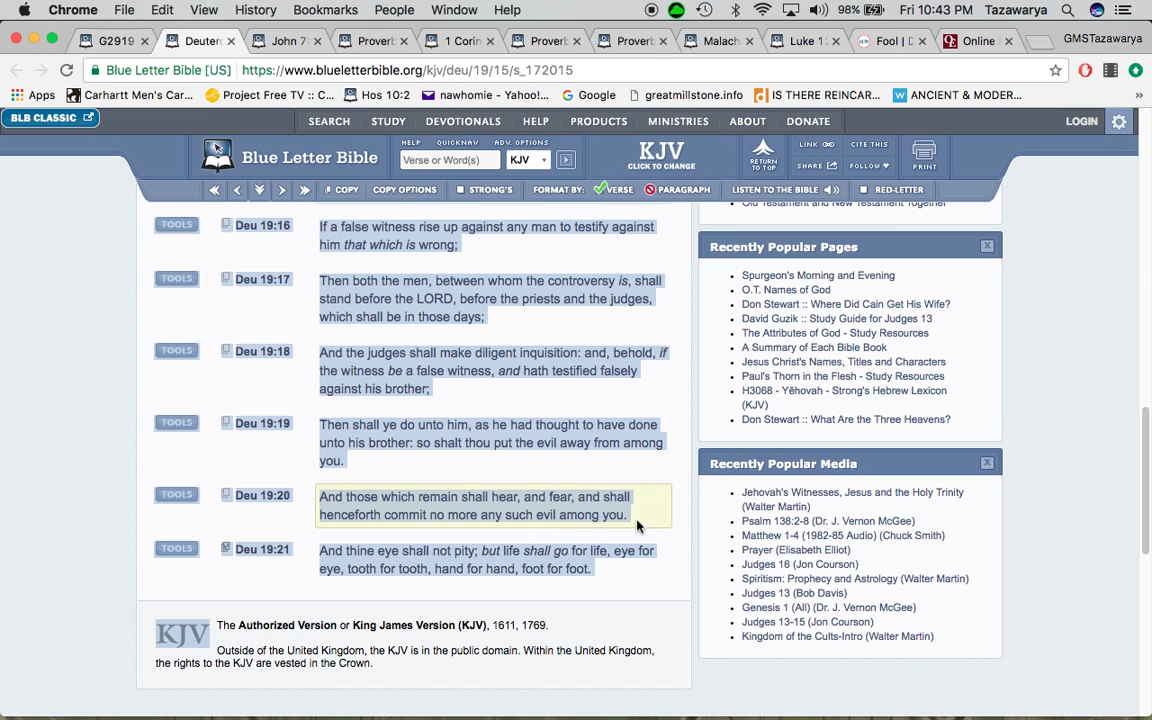 Chrome File Edit View History Bookmarks People Window Help 98% Fri 10:43 PM Tazawarya
G2919 Deutero John 7: Proverb 1 Corin Proverb Proverb Malach Luke 12 Fool | D Online GMSTazawarya
Blue Letter Bible [US] https://www.blueletterbible.org/kjv/deu/19/15/s_172015
Apps Carhartt Men's Car... Project Free TV :: C... Hos 10:2 nawhomie - Yahoo!... Google greatmillstone.info IS THERE REINCAR... ANCIENT & MODER... »
BLB CLASSIC SEARCH STUDY DEVOTIONALS HELP PRODUCTS MINISTRIES ABOUT DONATE LOGIN
Blue Letter Bible
HELP QUICKNAV ADV. OPTIONS
Verse or Word(s) KJV
KJV
CLICK TO CHANGE
RETURN
TO TOP
LINK CITE THIS
SHARE FOLLOW
PRINT
COPY COPY OPTIONS STRONG'S FORMAT BY: VERSE PARAGRAPH LISTEN TO THE BIBLE RED-LETTER
TOOLS Deu 19:16 If a false witness rise up against any man to testify against
him that which is wrong;
TOOLS Deu 19:17 Then both the men, between whom the controversy is, shall
stand before the LORD, before the priests and the judges,
which shall be in those days;
TOOLS Deu 19:18 And the judges shall make diligent inquisition: and, behold, if
the witness be a false witness, and hath testified falsely
against his brother;
TOOLS Deu 19:19 Then shall ye do unto him, as he had thought to have done
unto his brother: so shalt thou put the evil away from among
you.
TOOLS Deu 19:20 And those which remain shall hear, and fear, and shall
henceforth commit no more any such evil among you.
TOOLS Deu 19:21 And thine eye shall not pity; but life shall go for life, eye for
eye, tooth for tooth, hand for hand, foot for foot.
KJV The Authorized Version or King James Version (KJV), 1611, 1769.
Outside of the United Kingdom, the KJV is in the public domain. Within the United Kingdom,
the rights to the KJV are vested in the Crown.
Old Testament and New Testament Together
Recently Popular Pages
Spurgeon's Morning and Evening
O.T. Names of God
Don Stewart :: Where Did Cain Get His Wife?
David Guzik :: Study Guide for Judges 13
The Attributes of God - Study Resources
A Summary of Each Bible Book
Jesus Christ's Names, Titles and Characters
Paul's Thorn in the Flesh - Study Resources
H3068 - Yĕhovah - Strong's Hebrew Lexicon
(KJV)
Don Stewart :: What Are the Three Heavens?
Recently Popular Media
Jehovah's Witnesses, Jesus and the Holy Trinity
(Walter Martin)
Psalm 138:2-8 (Dr. J. Vernon McGee)
Matthew 1-4 (1982-85 Audio) (Chuck Smith)
Prayer (Elisabeth Elliot)
Judges 16 (Jon Courson)
Spiritism: Prophecy and Astrology (Walter Martin)
Judges 13 (Bob Davis)
Genesis 1 (All) (Dr. J. Vernon McGee)
Judges 13-15 (Jon Courson)
Kingdom of the Cults-Intro (Walter Martin)